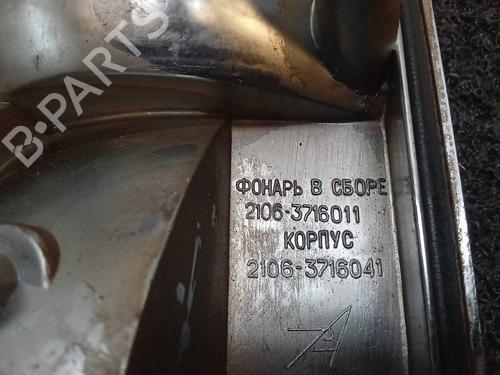 B-PARTS
ФОНАРЬ В СБОРЕ
2106-3716011
КОРПУС
2106-3716041